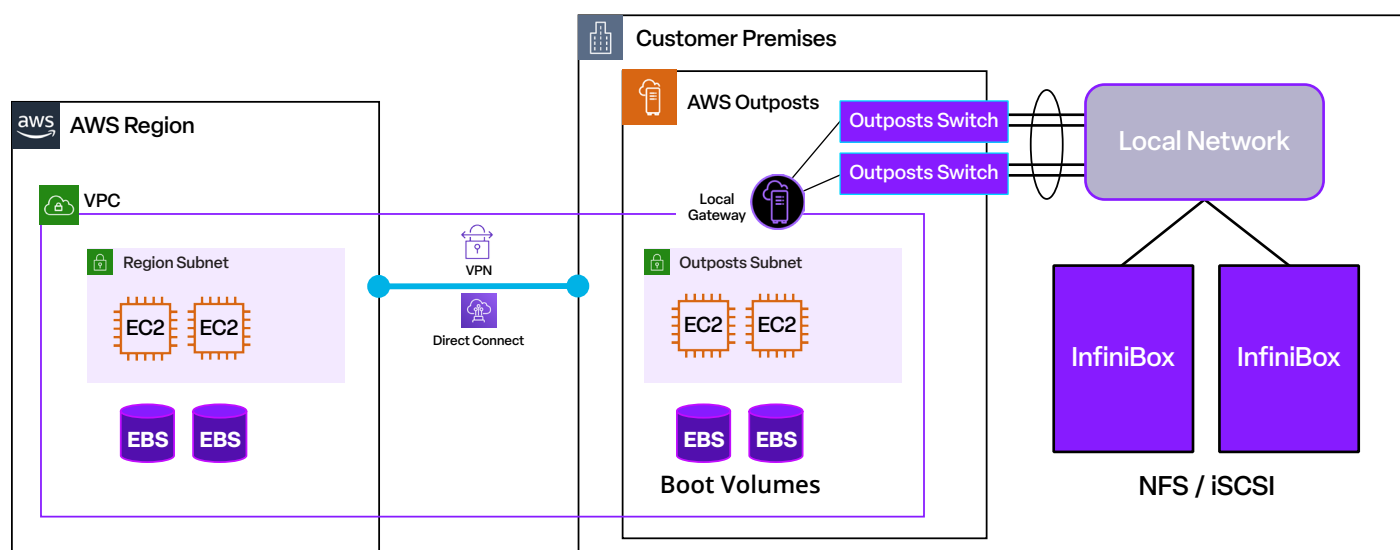 Customer Premises
AWS Outposts
aws
AWS Region
Outposts Switch
Local Network
Outposts Switch
VPC
Local
Gateway
Region Subnet
VPN
Outposts Subnet
EC2
EC2
Direct Connect
EC2
EC2
InfiniBox
InfiniBox
EBS
EBS
EBS
EBS
Boot Volumes
NFS / iSCSI